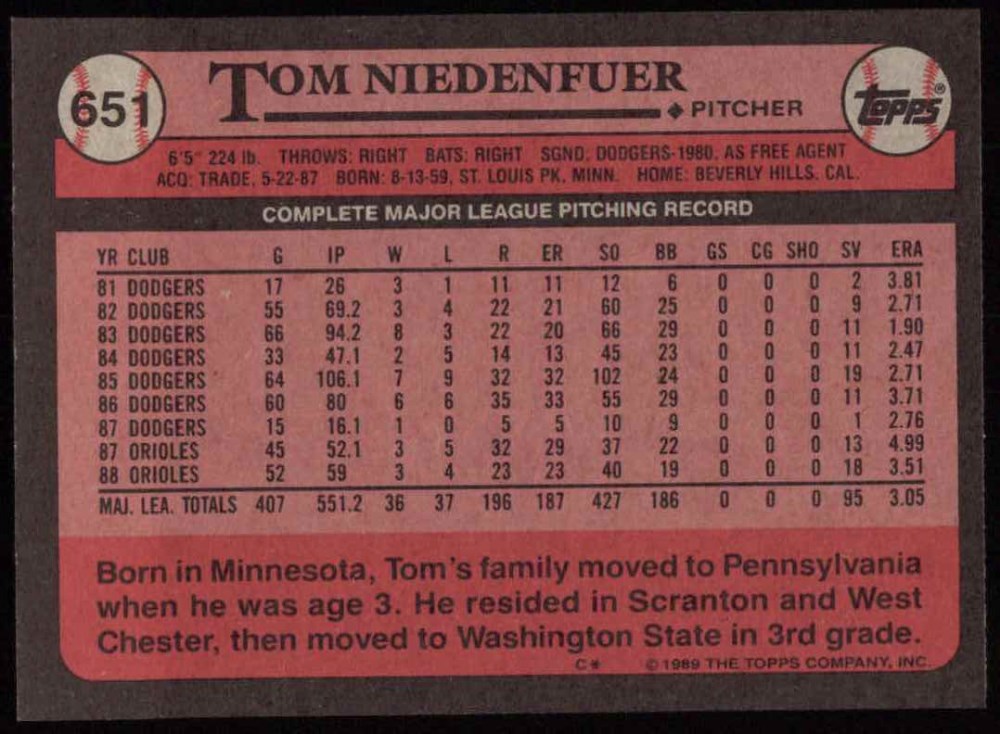 651
TOM NIEDENFUER
◆ PITCHER
Topps®
6'5" 224 lb. THROWS: RIGHT BATS: RIGHT SGND. DODGERS-1980, AS FREE AGENT
ACQ: TRADE, 5-22-87 BORN: 8-13-59, ST. LOUIS PK. MINN. HOME: BEVERLY HILLS, CAL.
COMPLETE MAJOR LEAGUE PITCHING RECORD
YR CLUB G IP W L R ER SO BB GS CG SHO SV ERA
81 DODGERS 17 26 3 1 11 11 12 6 0 0 0 2 3.81
82 DODGERS 55 69.2 3 4 22 21 60 25 0 0 0 9 2.71
83 DODGERS 66 94.2 8 3 22 20 66 29 0 0 0 11 1.90
84 DODGERS 33 47.1 2 5 14 13 45 23 0 0 0 11 2.47
85 DODGERS 64 106.1 7 9 32 32 102 24 0 0 0 19 2.71
86 DODGERS 60 80 6 6 35 33 55 29 0 0 0 11 3.71
87 DODGERS 15 16.1 1 0 5 5 10 9 0 0 0 1 2.76
87 ORIOLES 45 52.1 3 5 32 29 37 22 0 0 0 13 4.99
88 ORIOLES 52 59 3 4 23 23 40 19 0 0 0 18 3.51
MAJ. LEA. TOTALS 407 551.2 36 37 196 187 427 186 0 0 0 95 3.05
Born in Minnesota, Tom's family moved to Pennsylvania
when he was age 3. He resided in Scranton and West
Chester, then moved to Washington State in 3rd grade.
C* © 1989 THE TOPPS COMPANY, INC.